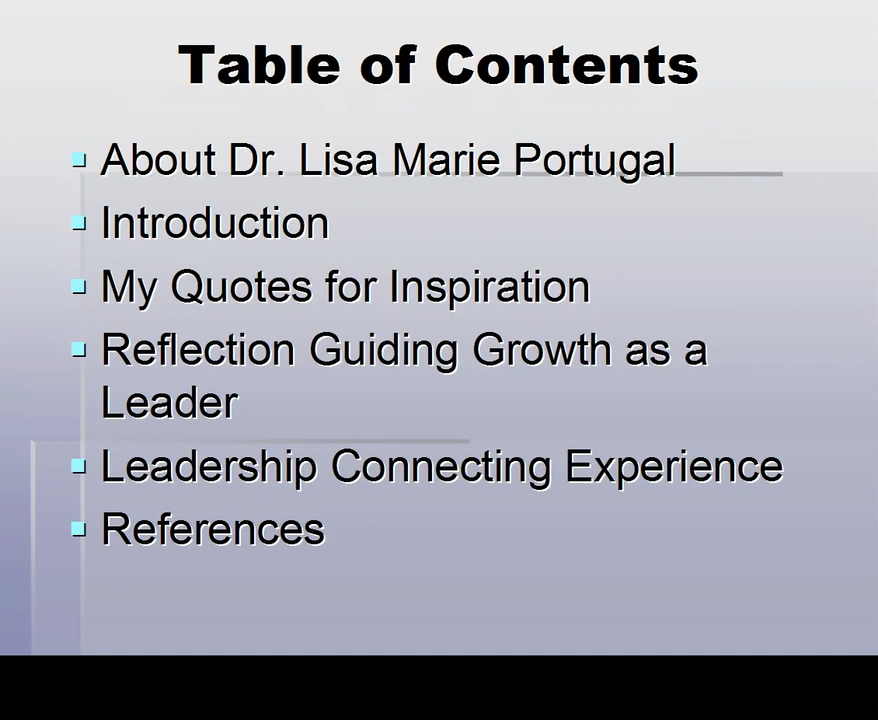 Table of Contents
About Dr. Lisa Marie Portugal
Introduction
My Quotes for Inspiration
Reflection Guiding Growth as a
Leader
Leadership Connecting Experience
References